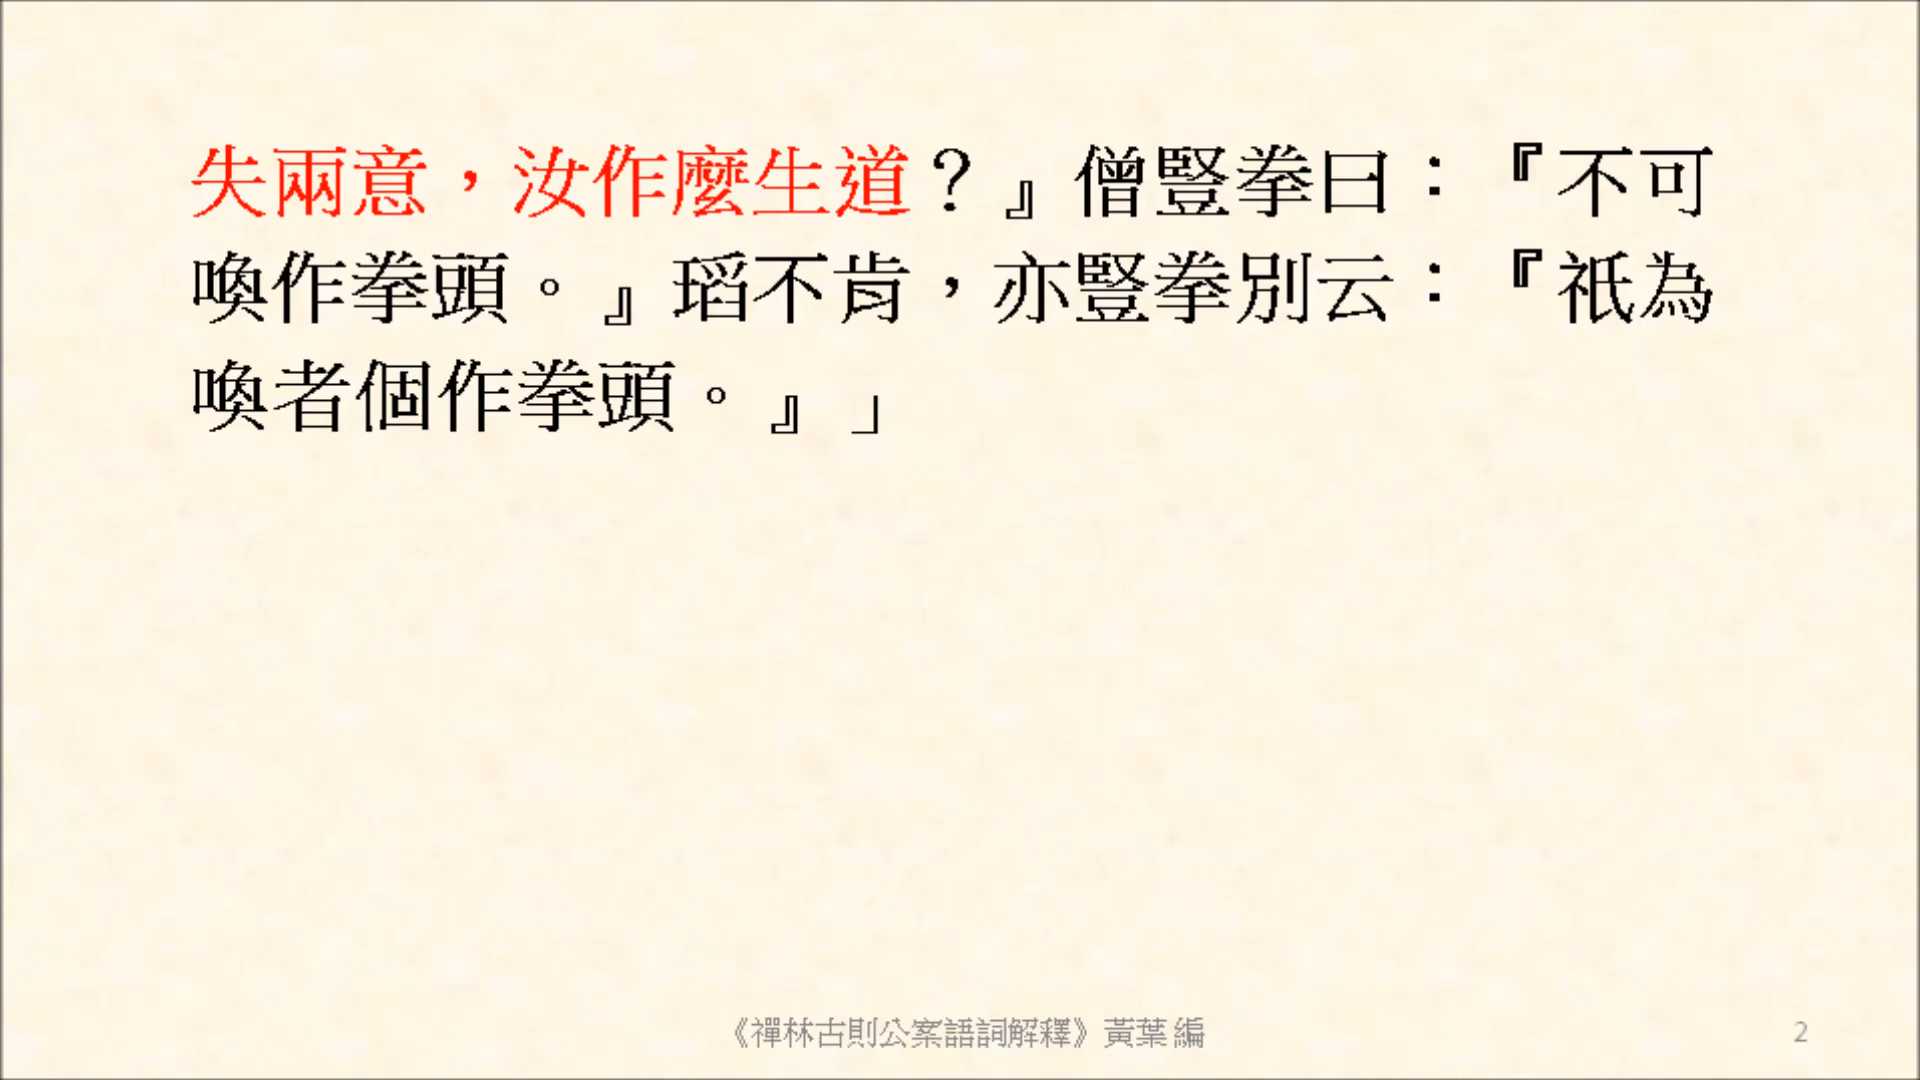 失兩意，汝作麼生道？』僧豎拳曰：『不可
喚作拳頭。』瑫不肯，亦豎拳別云：『祇為
喚者個作拳頭。』」
《禪林古則公案語詞解釋》黃葉 編
2